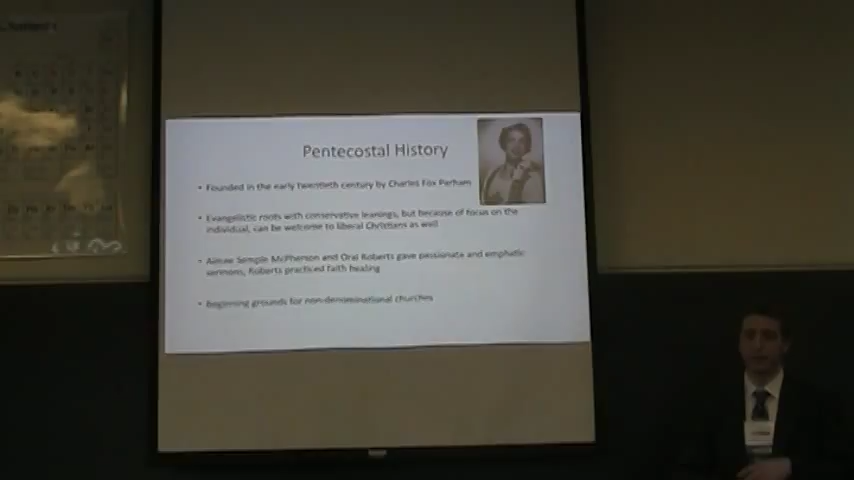 Pentecostal History
• Founded in the early twentieth century by Charles Fox Parham
• Evangelistic roots with conservative leanings, but because of focus on the
individual, can be welcome to liberal Christians as well
• Aimee Semple McPherson and Oral Roberts gave passionate and emphatic
sermons, Roberts practiced faith healing
• Beginning grounds for non-denominational churches